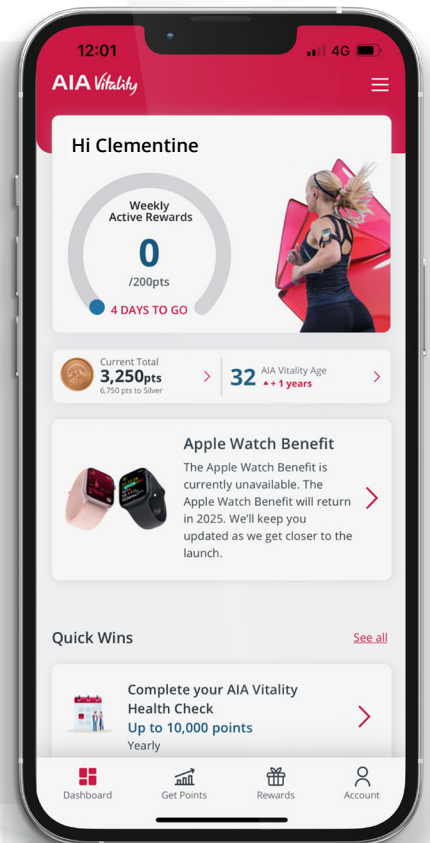 12:01
4G
AIA Vitality
Hi Clementine
Weekly
Active Rewards
0
/200pts
4 DAYS TO GO
Current Total
3,250pts
6,750 pts to Silver
32
AIA Vitality Age
+ 1 years
Apple Watch Benefit
The Apple Watch Benefit is
currently unavailable. The
Apple Watch Benefit will return
in 2025. We'll keep you
updated as we get closer to the
launch.
Quick Wins
See all
Complete your AIA Vitality
Health Check
Up to 10,000 points
Yearly
Dashboard
Get Points
Rewards
Account